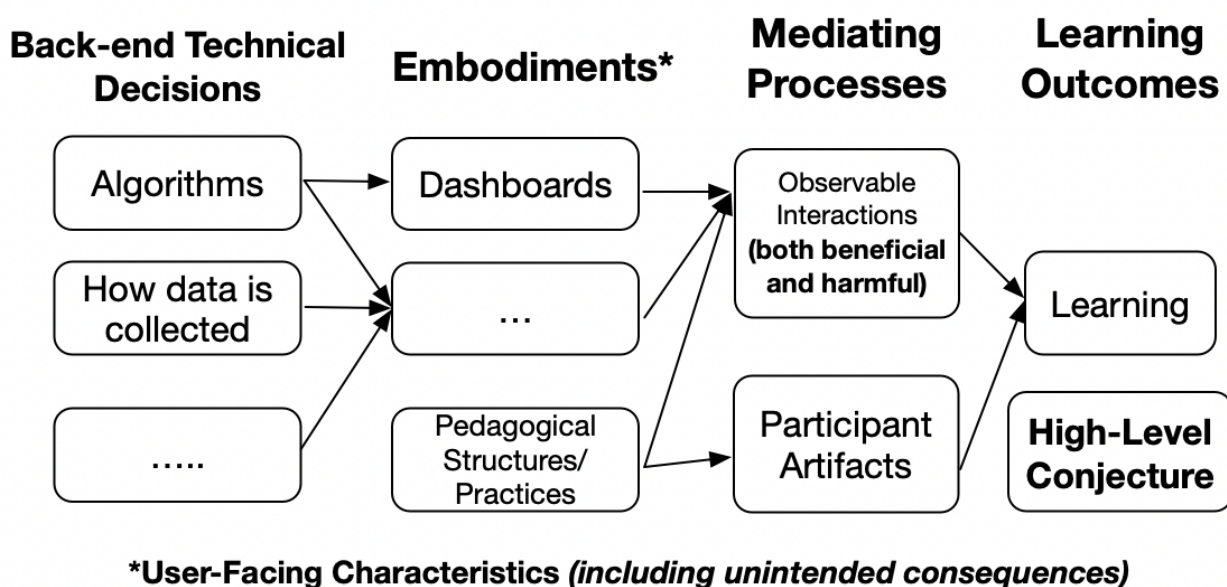 Back-end Technical
Decisions
Embodiments*
Mediating
Processes
Learning
Outcomes
Algorithms
How data is
collected
.....
Dashboards
...
Pedagogical
Structures/
Practices
Observable
Interactions
(both beneficial
and harmful)
Participant
Artifacts
Learning
High-Level
Conjecture
*User-Facing Characteristics (including unintended consequences)